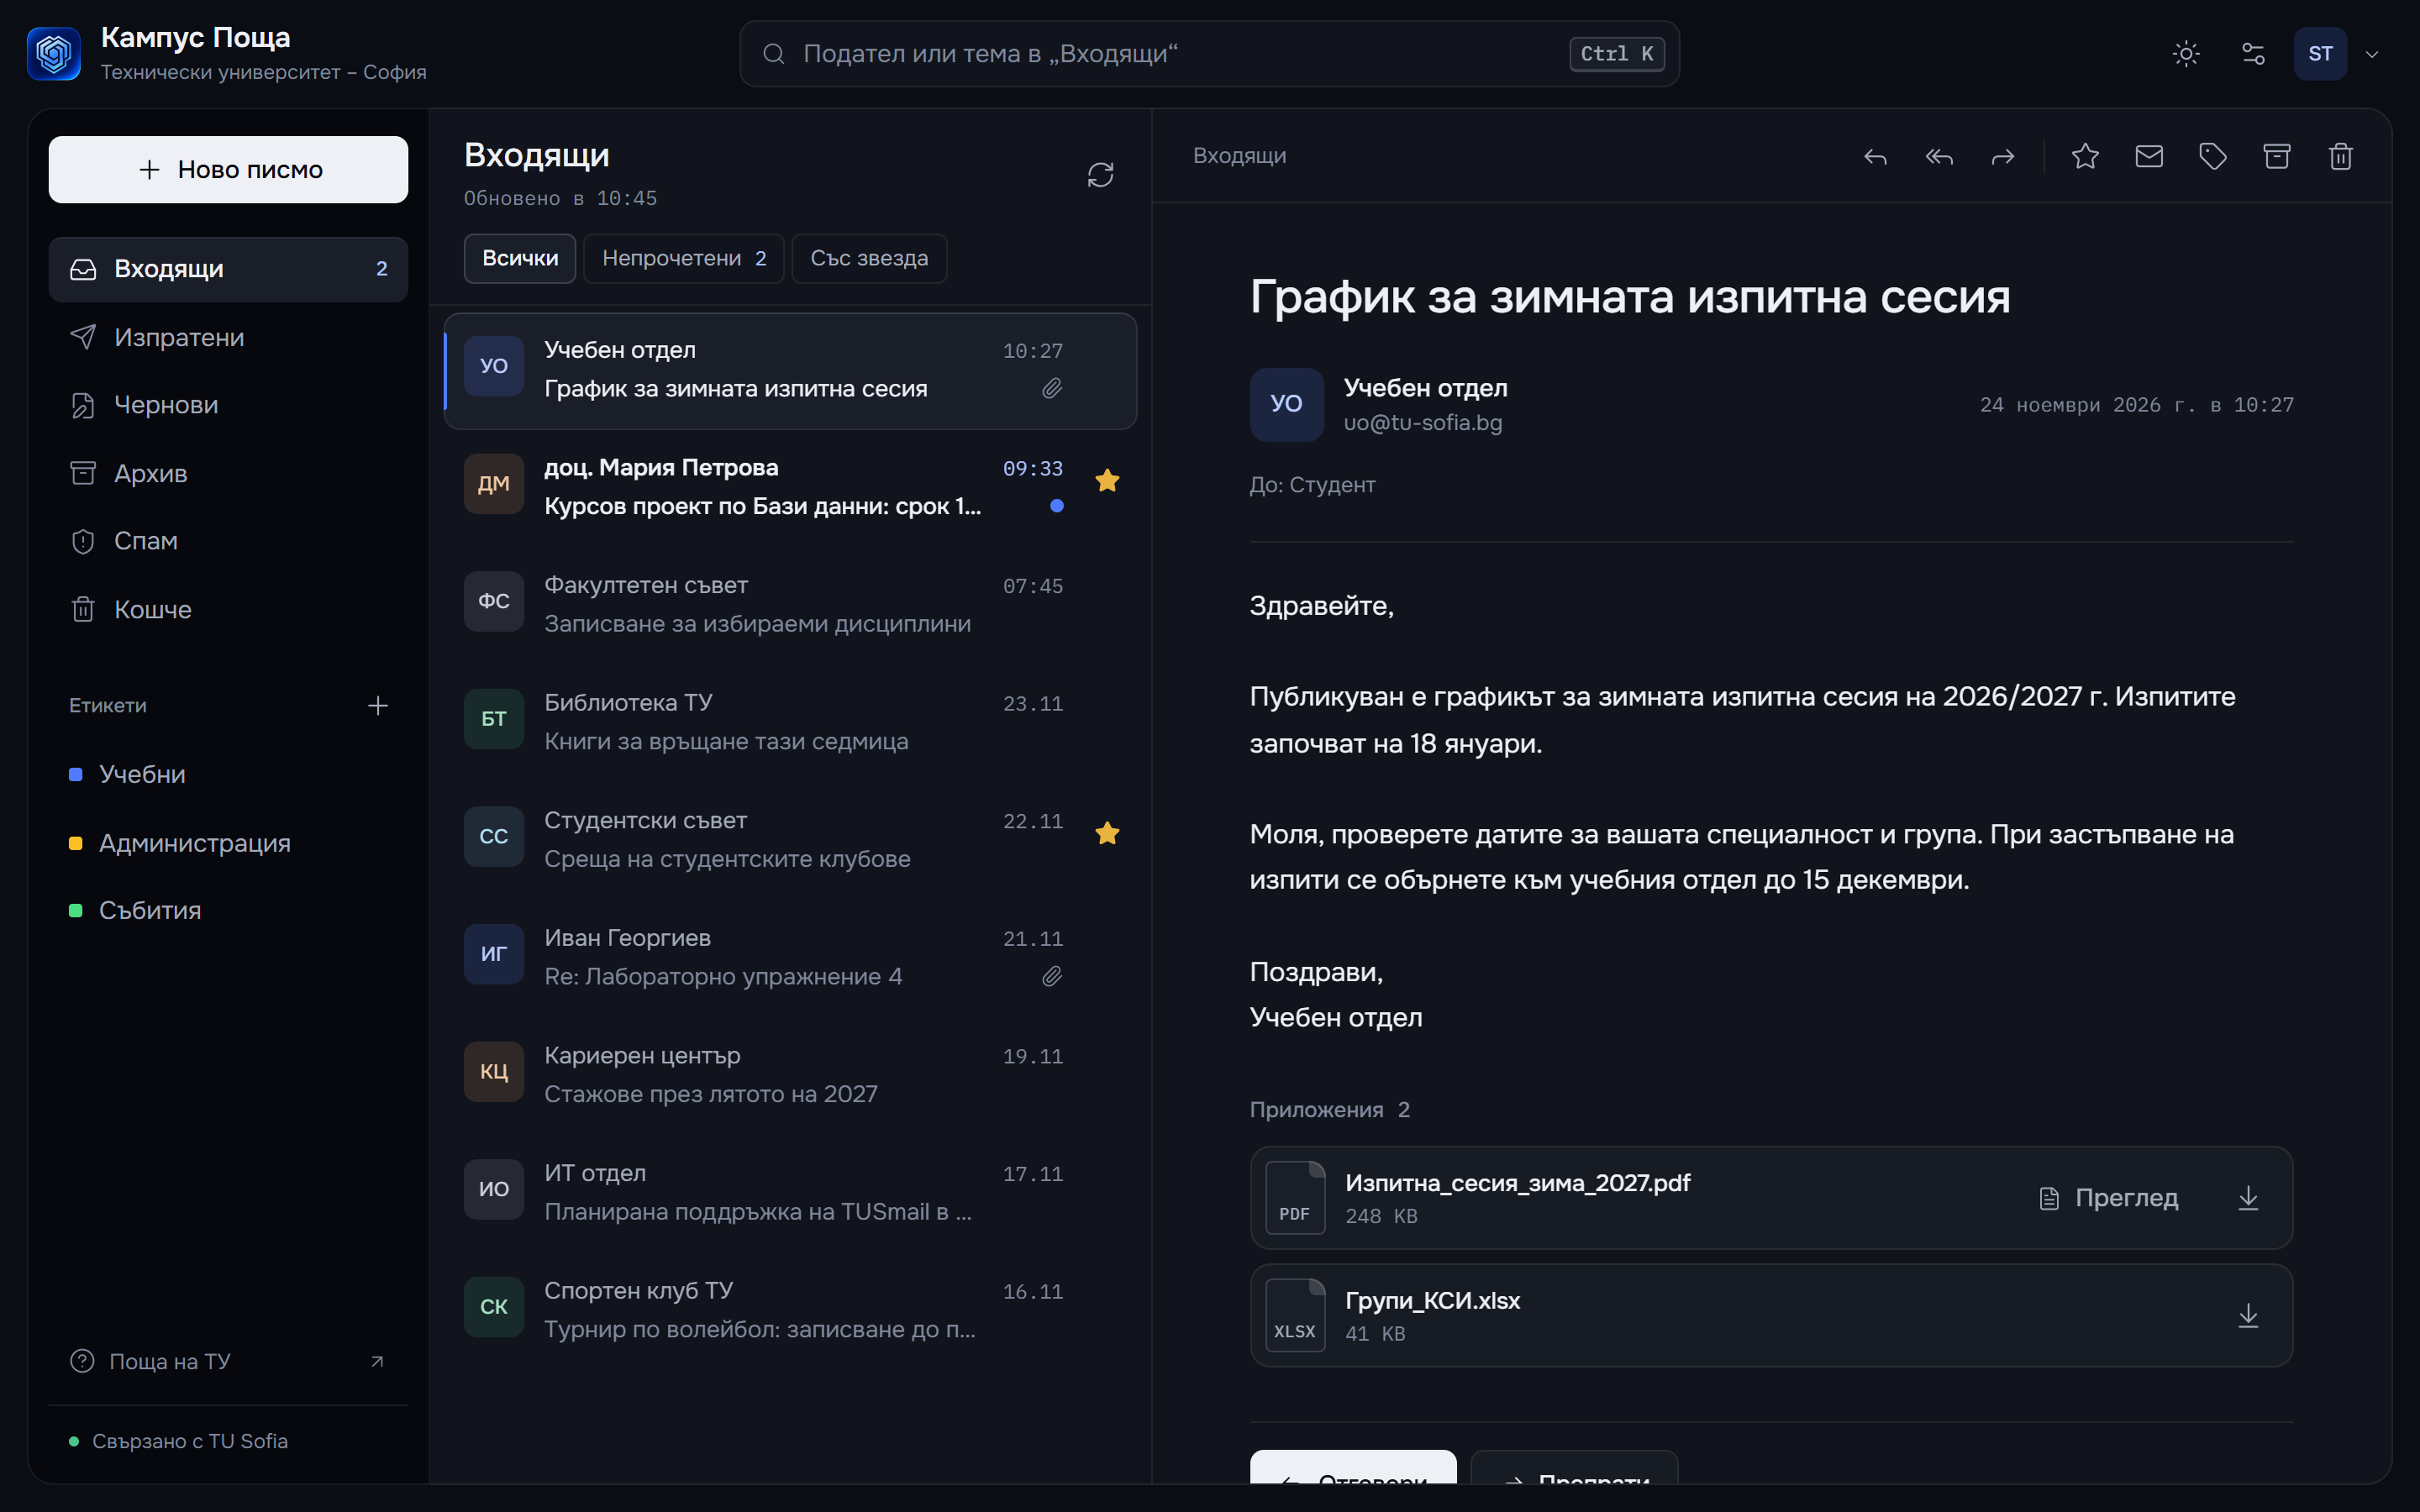 Кампус Поща
Технически университет – София
Подател или тема в „Входящи“
Ctrl K
ST
Ново писмо
Входящи 2
Изпратени
Чернови
Архив
Спам
Кошче
Етикети
Учебни
Администрация
Събития
Поща на ТУ
Свързано с TU Sofia
Входящи
Обновено в 10:45
Всички
Непрочетени 2
Със звезда
УО
Учебен отдел 10:27
График за зимната изпитна сесия
ДМ
доц. Мария Петрова 09:33
Курсов проект по Бази данни: срок 1...
ФС
Факултетен съвет 07:45
Записване за избираеми дисциплини
БТ
Библиотека ТУ 23.11
Книги за връщане тази седмица
СС
Студентски съвет 22.11
Среща на студентските клубове
ИГ
Иван Георгиев 21.11
Re: Лабораторно упражнение 4
КЦ
Кариерен център 19.11
Стажове през лятото на 2027
ИО
ИТ отдел 17.11
Планирана поддръжка на TUSmail в ...
СК
Спортен клуб ТУ 16.11
Турнир по волейбол: записване до п...
Входящи
График за зимната изпитна сесия
УО
Учебен отдел
uo@tu-sofia.bg
24 ноември 2026 г. в 10:27
До: Студент
Здравейте,
Публикуван е графикът за зимната изпитна сесия на 2026/2027 г. Изпитите
започват на 18 януари.
Моля, проверете датите за вашата специалност и група. При застъпване на
изпити се обърнете към учебния отдел до 15 декември.
Поздрави,
Учебен отдел
Приложения 2
PDF
Изпитна_сесия_зима_2027.pdf
248 KB
Преглед
XLSX
Групи_КСИ.xlsx
41 KB
Отговори
Препрати